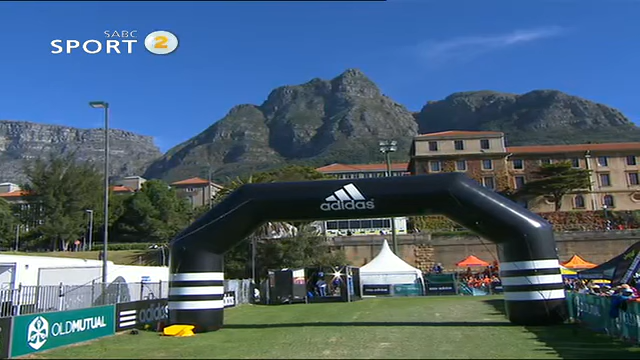 SABC
SPORT 2
adidas
OLDMUTUAL
adidas